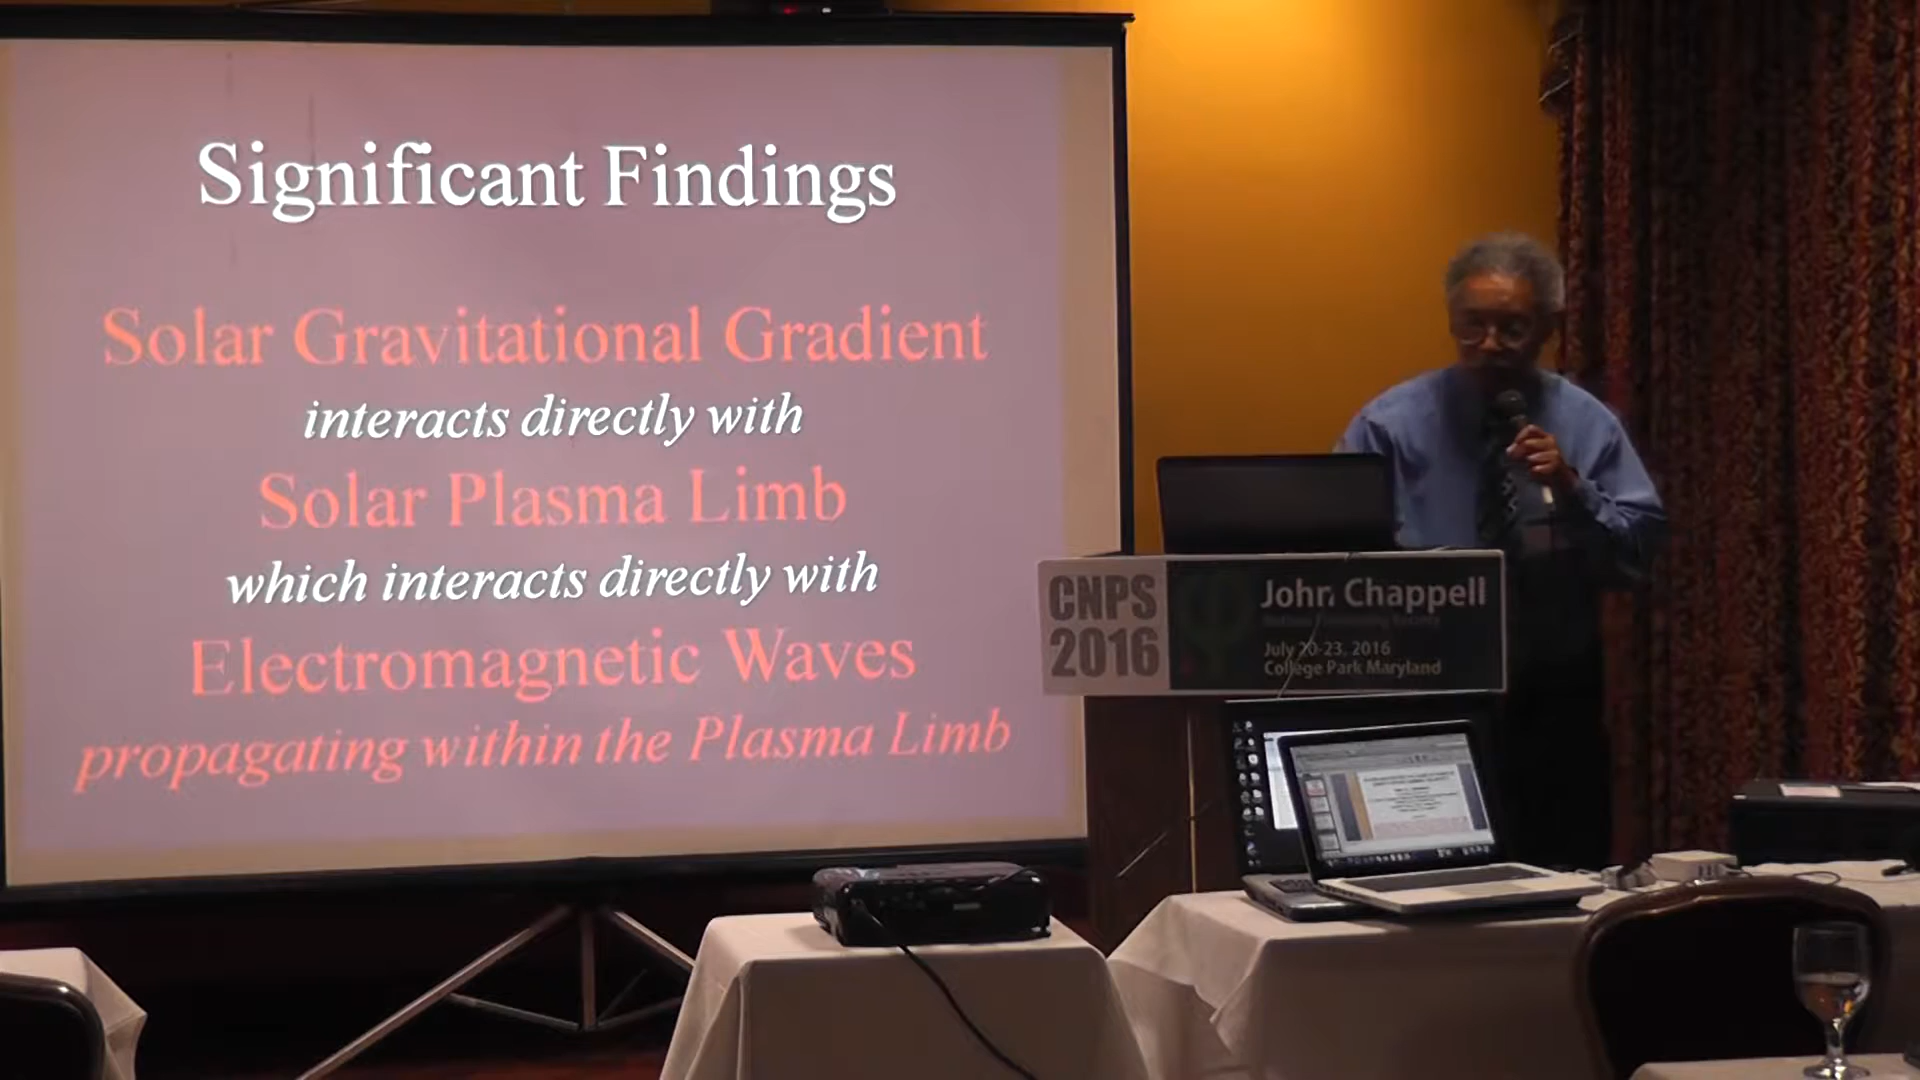 Significant Findings
Solar Gravitational Gradient
interacts directly with
Solar Plasma Limb
which interacts directly with
Electromagnetic Waves
propagating within the Plasma Limb
CNPS
2016
John Chappell
July 20-23, 2016
College Park Maryland